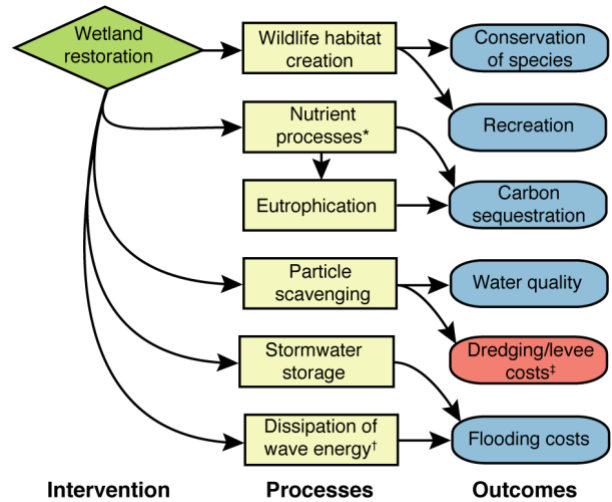 Wetland
restoration
Wildlife habitat
creation
Conservation
of species
Recreation
Nutrient
processes*
Eutrophication
Carbon
sequestration
Particle
scavenging
Water quality
Dredging/levee
costs‡
Stormwater
storage
Dissipation of
wave energy†
Flooding costs
Intervention
Processes
Outcomes